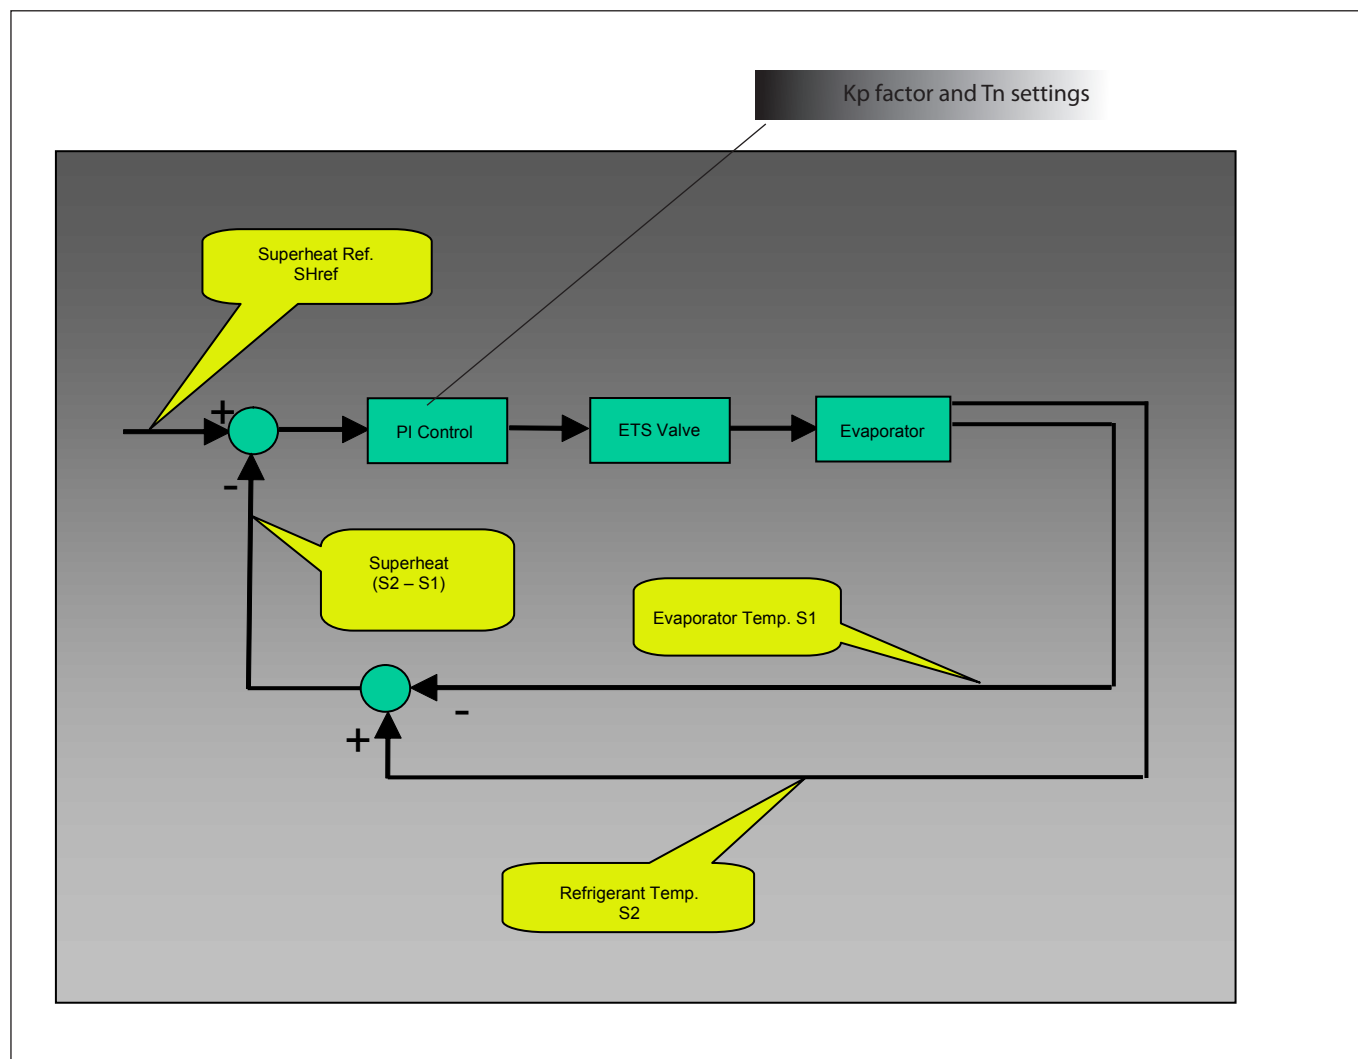 Kp factor and Tn settings
Superheat Ref.
SHref
+
PI Control
ETS Valve
Evaporator
-
Superheat
(S2 – S1)
Evaporator Temp. S1
-
+
Refrigerant Temp.
S2